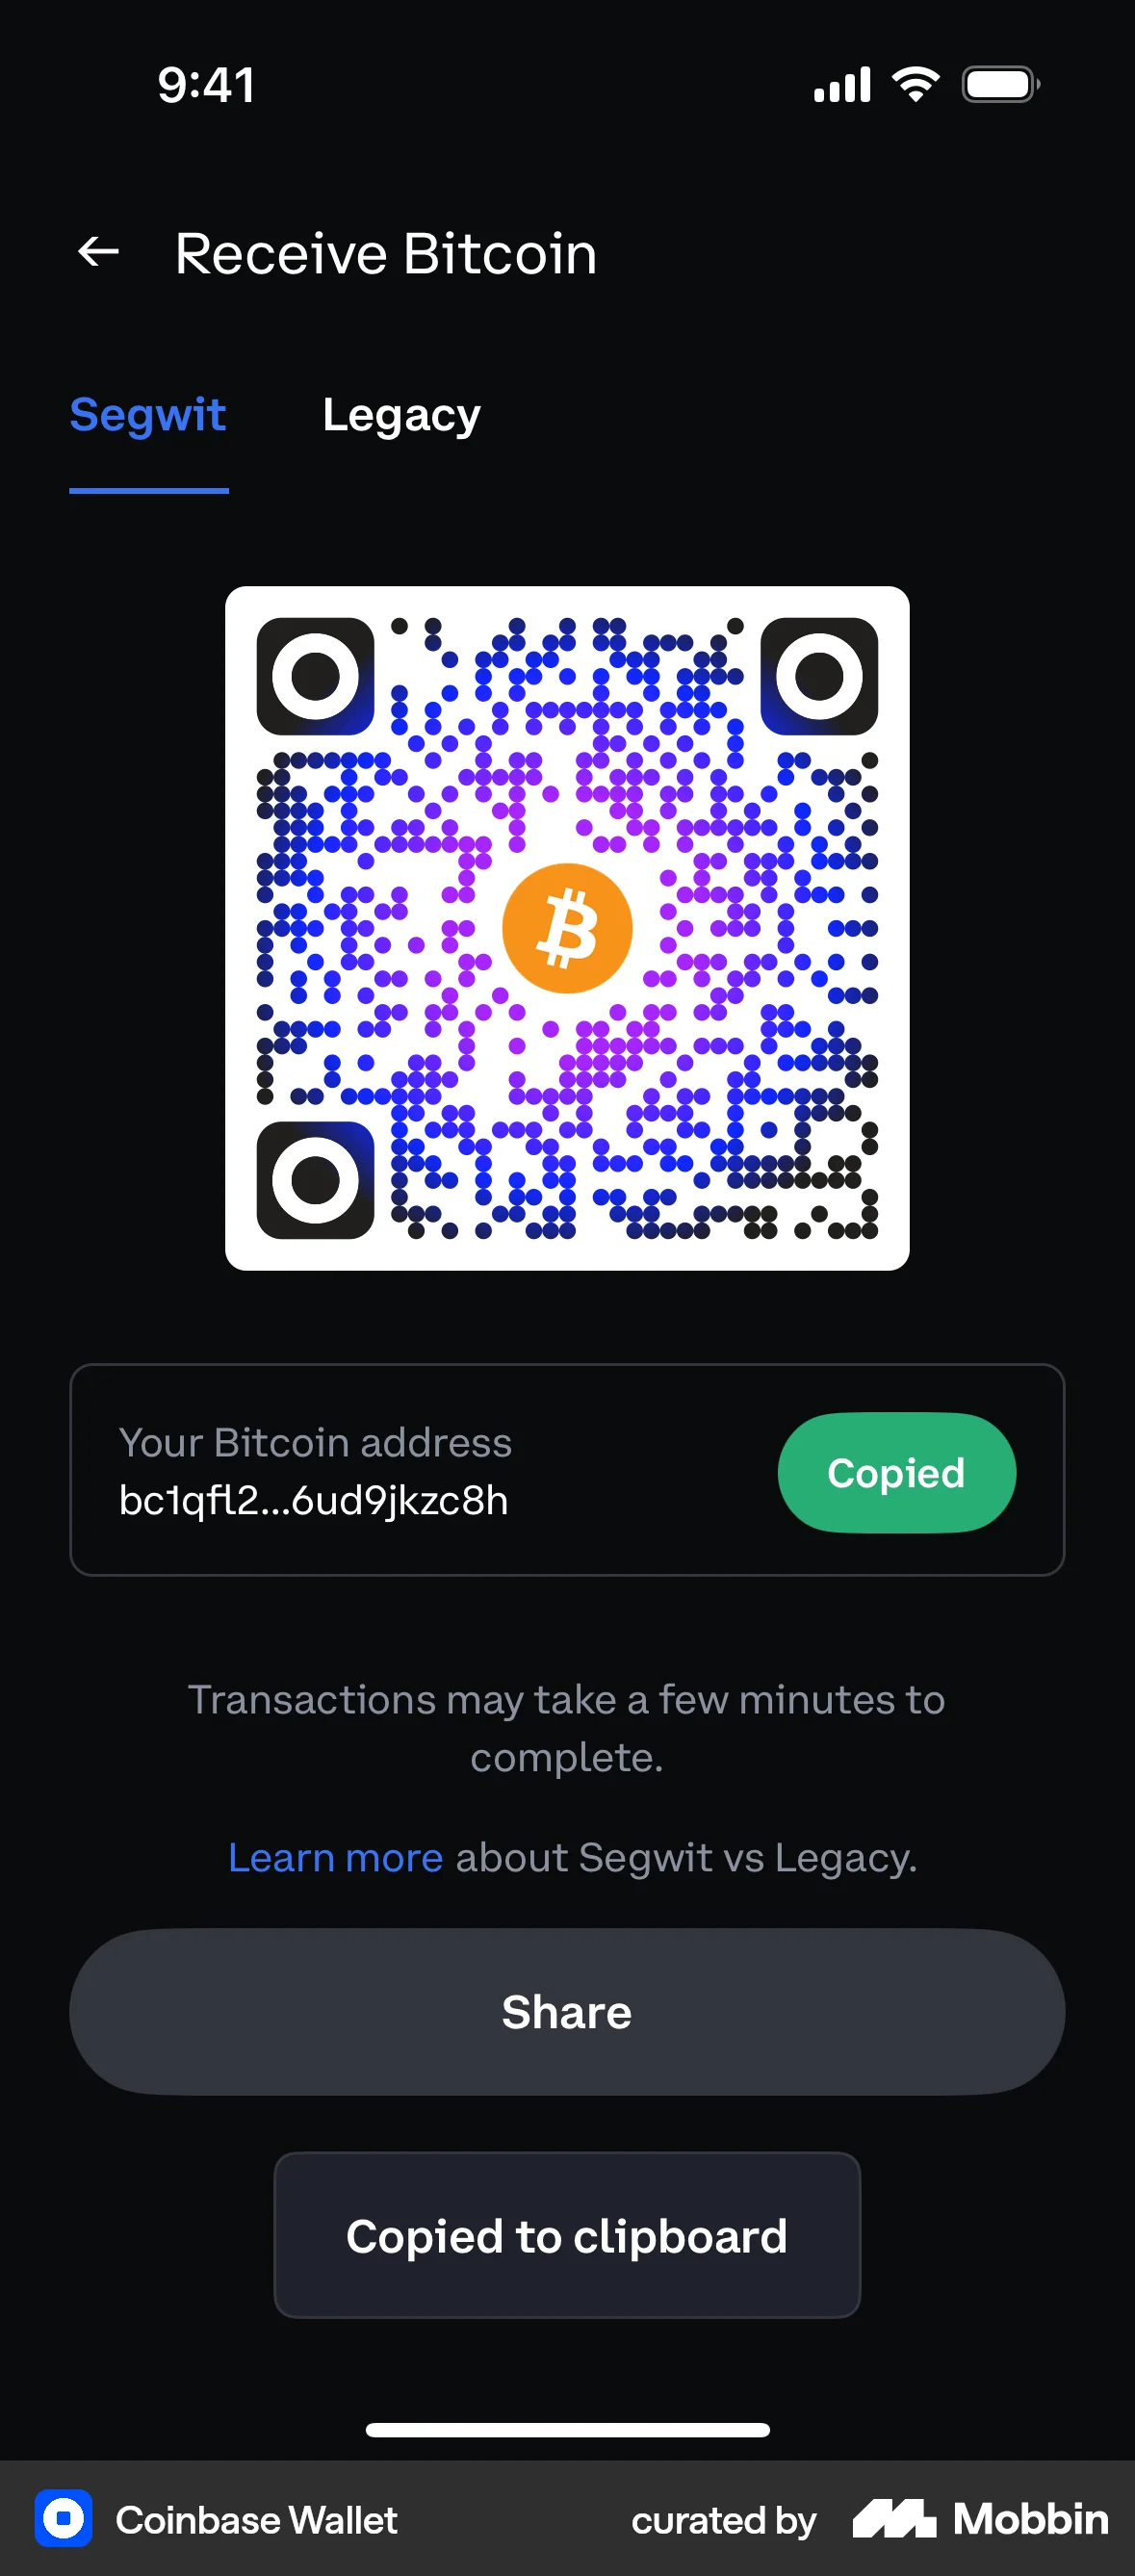 9:41
Receive Bitcoin
Segwit
Legacy
Your Bitcoin address
bc1qfl2...6ud9jkzc8h
Copied
Transactions may take a few minutes to
complete.
Learn more about Segwit vs Legacy.
Share
Copied to clipboard
Coinbase Wallet
curated by Mobbin